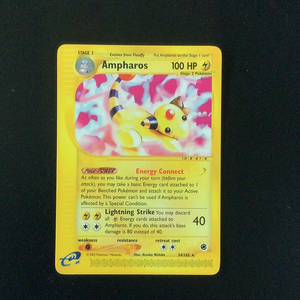 STAGE 2 Evolves from Flaaffy Put Ampharos on the Stage 1 card
Ampharos 100 HP
Stage 2 Pokémon
Poké-POWER Energy Connect
As often as you like during your turn (before your
attack), you may take a basic Energy card attached to 1
of your Benched Pokémon and attach it to your Active
Pokémon. This power can't be used if Ampharos is
affected by a Special Condition.
Lightning Strike You may discard
all Energy cards attached to
Ampharos. If you do, this attack's base
damage is 80 instead of 40.
40
weakness resistance retreat cost
34/165